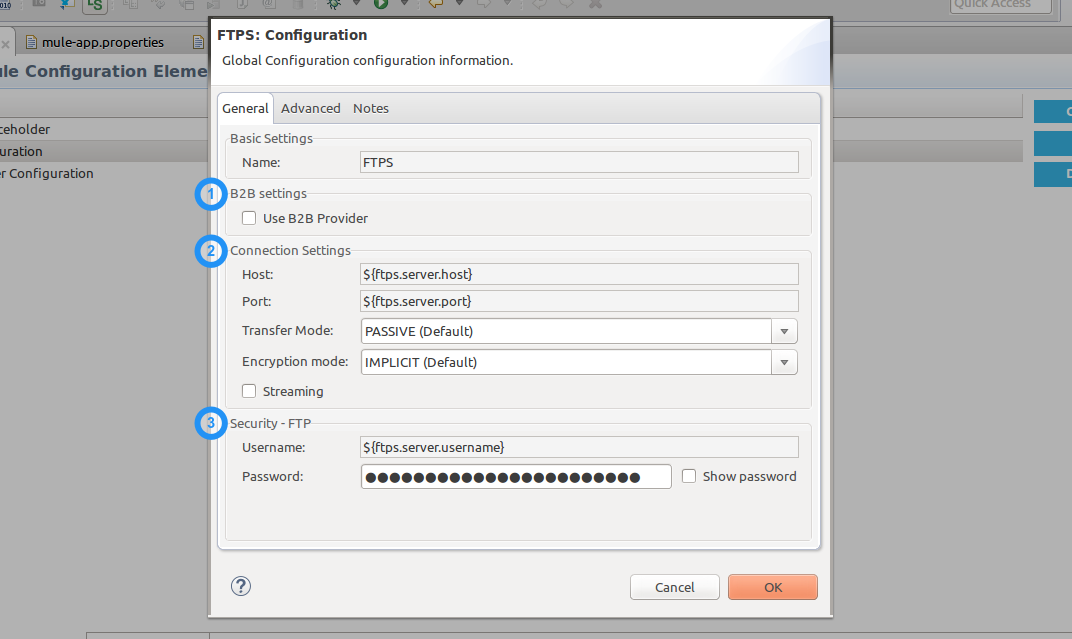 010
LS
Quick Access
mule-app.properties
FTPS: Configuration
Global Configuration configuration information.
ule Configuration Eleme
General Advanced Notes
Basic Settings
ceholder
Name: FTPS
uration
r Configuration
1 B2B settings
Use B2B Provider
2 Connection Settings
Host: ${ftps.server.host}
Port: ${ftps.server.port}
Transfer Mode: PASSIVE (Default)
Encryption mode: IMPLICIT (Default)
Streaming
3 Security - FTP
Username: ${ftps.server.username}
Password: ●●●●●●●●●●●●●●●●●●●●●●● Show password
? Cancel OK